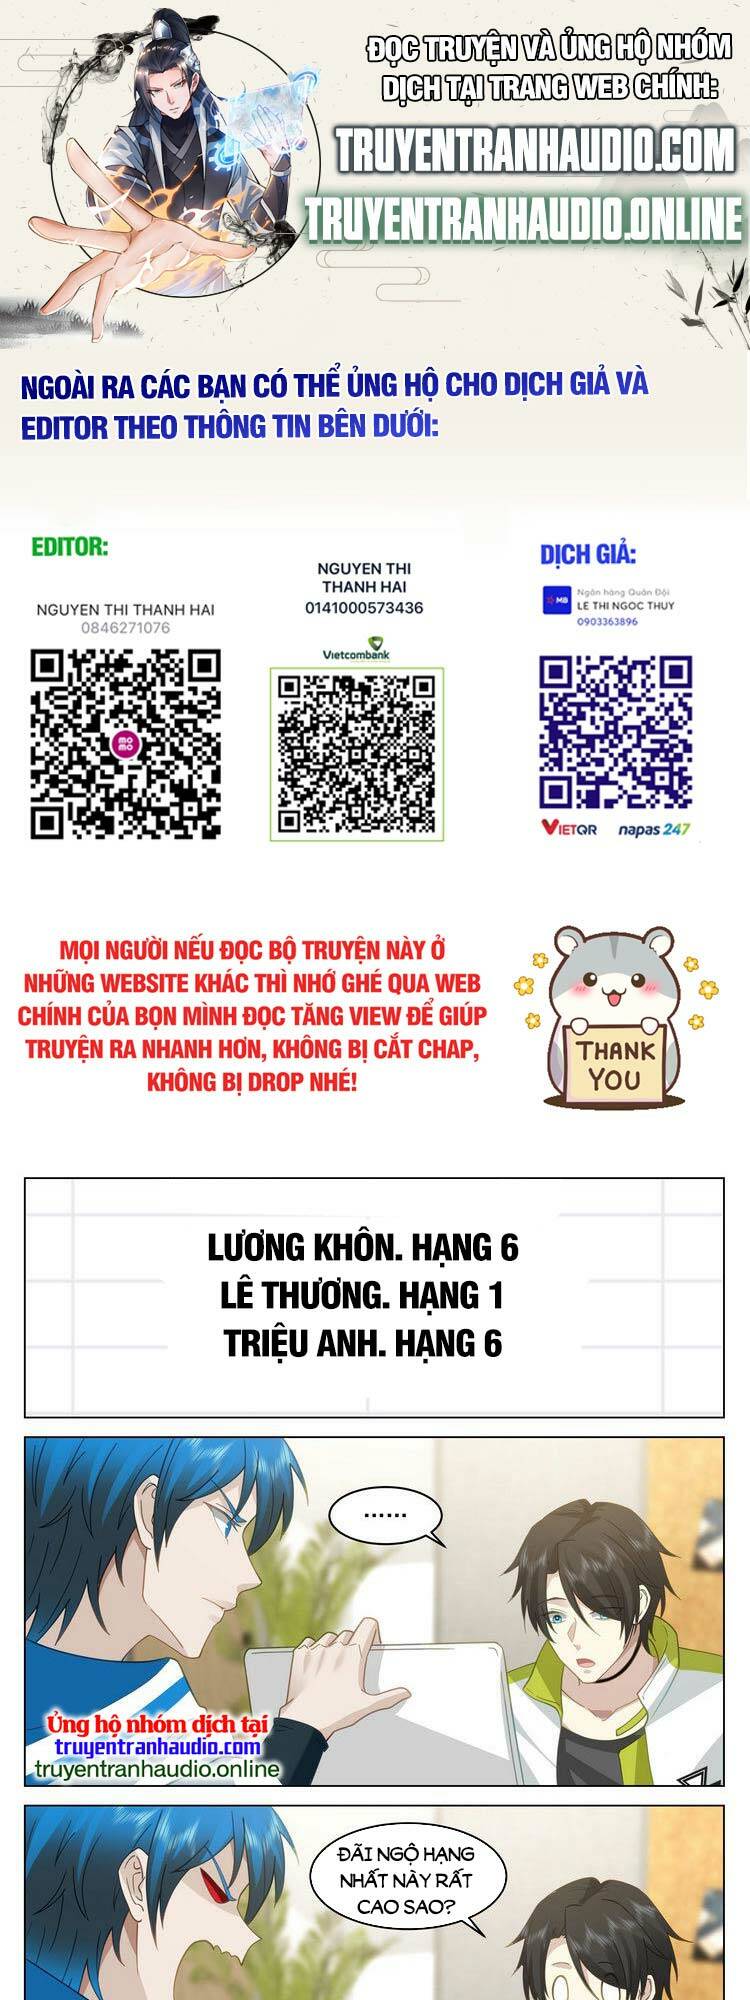 ĐỌC TRUYỆN VÀ ỦNG HỘ NHÓM
DỊCH TẠI TRANG WEB CHÍNH:
TRUYENTRANHAUDIO.COM
TRUYENTRANHAUDIO.ONLINE
NGOÀI RA CÁC BẠN CÓ THỂ ỦNG HỘ CHO DỊCH GIẢ VÀ
EDITOR THEO THÔNG TIN BÊN DƯỚI:
EDITOR:
NGUYEN THI THANH HAI
0846271076
mo
mo
NGUYEN THI
THANH HAI
0141000573436
Vietcombank
DỊCH GIẢ:
MB
Ngân hàng Quân Đội
LE THI NGOC THUY
0903363896
VIETQR napas 247
MỌI NGƯỜI NẾU ĐỌC BỘ TRUYỆN NÀY Ở
NHỮNG WEBSITE KHÁC THÌ NHỚ GHÉ QUA WEB
CHÍNH CỦA BỌN MÌNH ĐỌC TĂNG VIEW ĐỂ GIÚP
TRUYỆN RA NHANH HƠN, KHÔNG BỊ CẮT CHAP,
KHÔNG BỊ DROP NHÉ!
THANK
YOU
LƯƠNG KHÔN. HẠNG 6
LÊ THƯƠNG. HẠNG 1
TRIỆU ANH. HẠNG 6
......
Ủng hộ nhóm dịch tại
truyentranhaudio.com
truyentranhaudio.online
ĐÃI NGỘ HẠNG
NHẤT NÀY RẤT
CAO SAO?